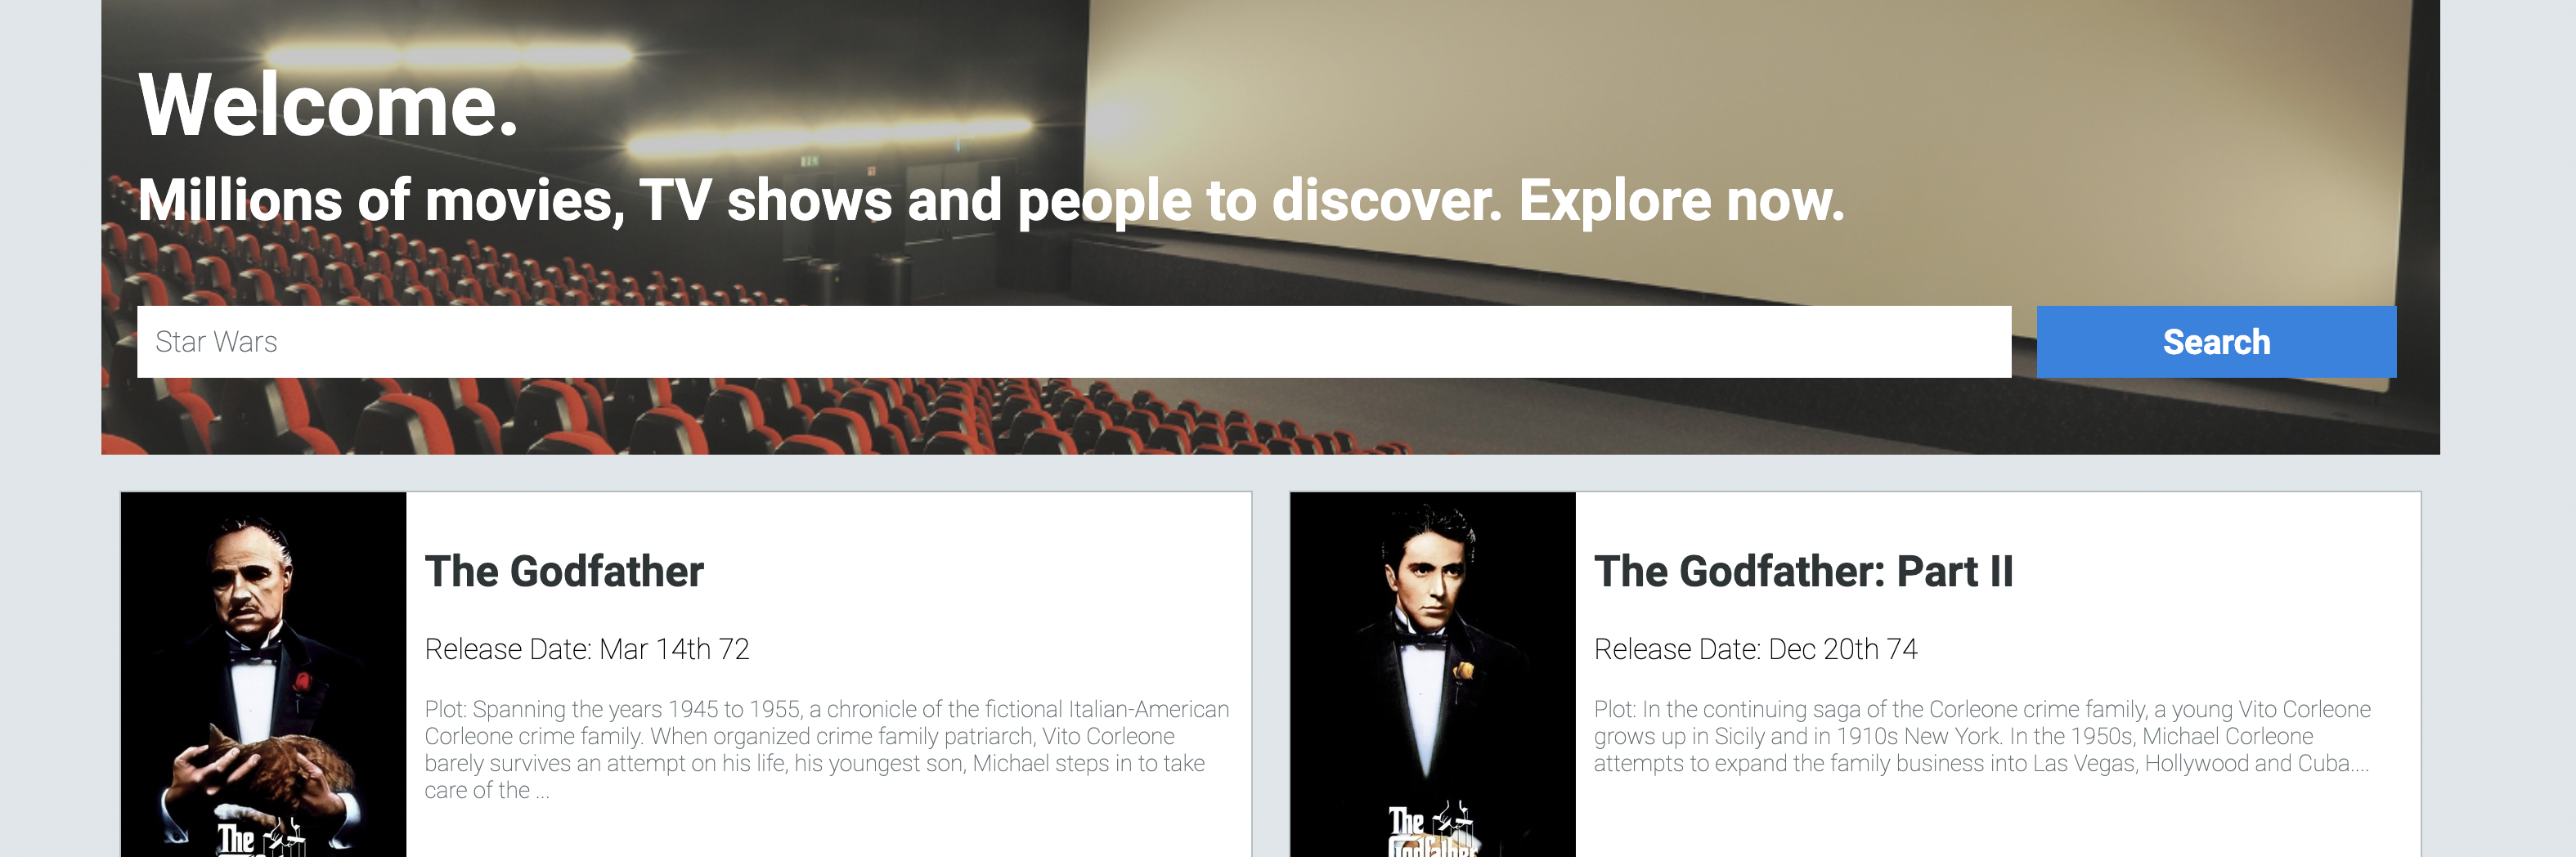 Welcome.
Millions of movies, TV shows and people to discover. Explore now.
Star Wars
Search
The Godfather
Release Date: Mar 14th 72
Plot: Spanning the years 1945 to 1955, a chronicle of the fictional Italian-American
Corleone crime family. When organized crime family patriarch, Vito Corleone
barely survives an attempt on his life, his youngest son, Michael steps in to take
care of the ...
The
The Godfather: Part II
Release Date: Dec 20th 74
Plot: In the continuing saga of the Corleone crime family, a young Vito Corleone
grows up in Sicily and in 1910s New York. In the 1950s, Michael Corleone
attempts to expand the family business into Las Vegas, Hollywood and Cuba....
The
Godfather